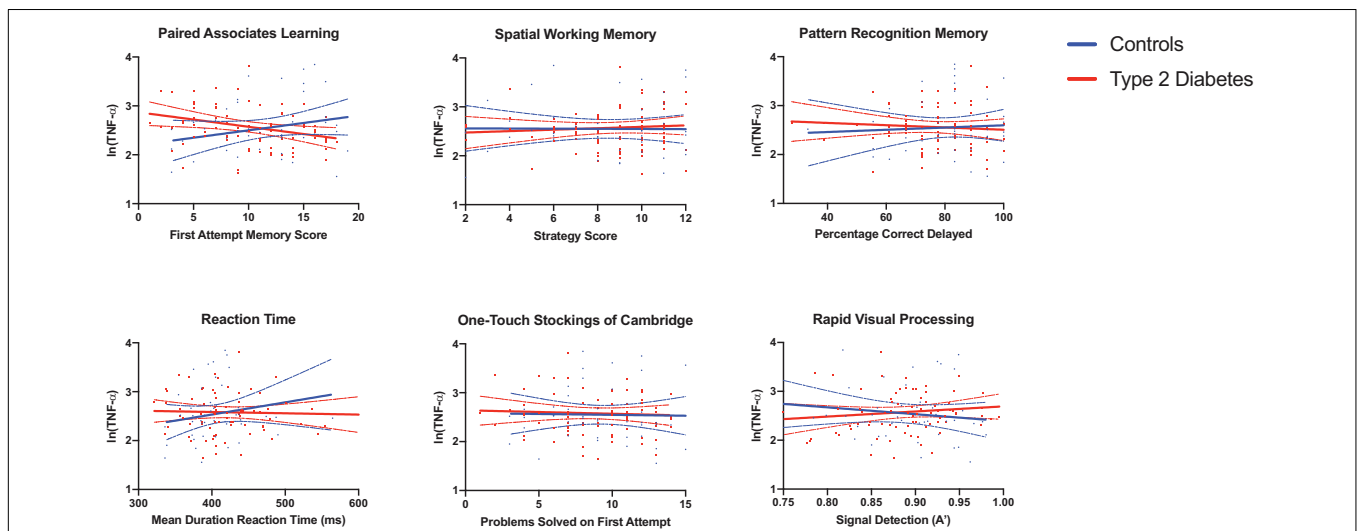 Paired Associates Learning
Spatial Working Memory
Pattern Recognition Memory
Controls
Type 2 Diabetes
ln(TNF-α)
4
3
2
1
0
5
10
15
20
First Attempt Memory Score
ln(TNF-α)
4
3
2
1
2
4
6
8
10
12
Strategy Score
ln(TNF-α)
4
3
2
1
40
60
80
100
Percentage Correct Delayed
Reaction Time
One-Touch Stockings of Cambridge
Rapid Visual Processing
ln(TNF-α)
4
3
2
1
300
400
500
600
Mean Duration Reaction Time (ms)
ln(TNF-α)
4
3
2
1
0
5
10
15
Problems Solved on First Attempt
ln(TNF-α)
4
3
2
1
0.75
0.80
0.85
0.90
0.95
1.00
Signal Detection (A')